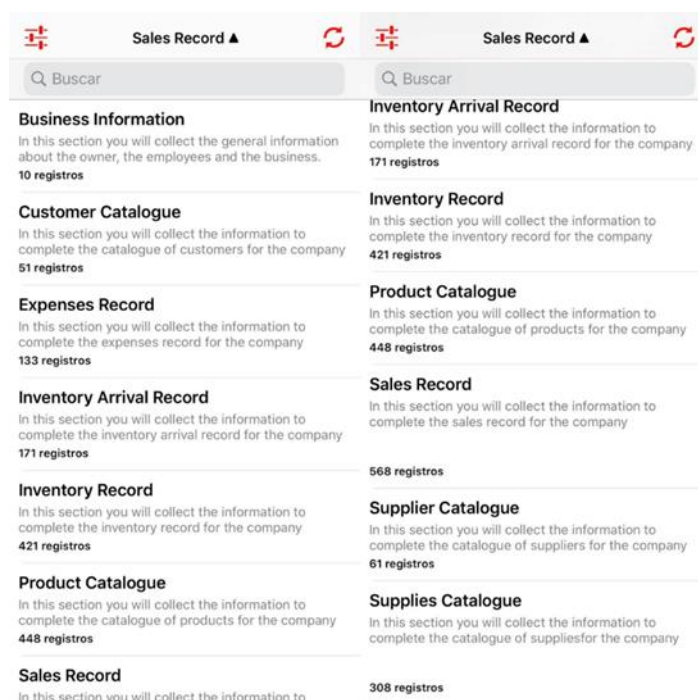 Sales Record ▲
Buscar
Business Information
In this section you will collect the general information
about the owner, the employees and the business.
10 registros
Customer Catalogue
In this section you will collect the information to
complete the catalogue of customers for the company
51 registros
Expenses Record
In this section you will collect the information to
complete the expenses record for the company
133 registros
Inventory Arrival Record
In this section you will collect the information to
complete the inventory arrival record for the company
171 registros
Inventory Record
In this section you will collect the information to
complete the inventory record for the company
421 registros
Product Catalogue
In this section you will collect the information to
complete the catalogue of products for the company
448 registros
Sales Record
In this section you will collect the information to
Sales Record ▲
Buscar
Inventory Arrival Record
In this section you will collect the information to
complete the inventory arrival record for the company
171 registros
Inventory Record
In this section you will collect the information to
complete the inventory record for the company
421 registros
Product Catalogue
In this section you will collect the information to
complete the catalogue of products for the company
448 registros
Sales Record
In this section you will collect the information to
complete the sales record for the company
568 registros
Supplier Catalogue
In this section you will collect the information to
complete the catalogue of suppliers for the company
61 registros
Supplies Catalogue
In this section you will collect the information to
complete the catalogue of suppliesfor the company
308 registros